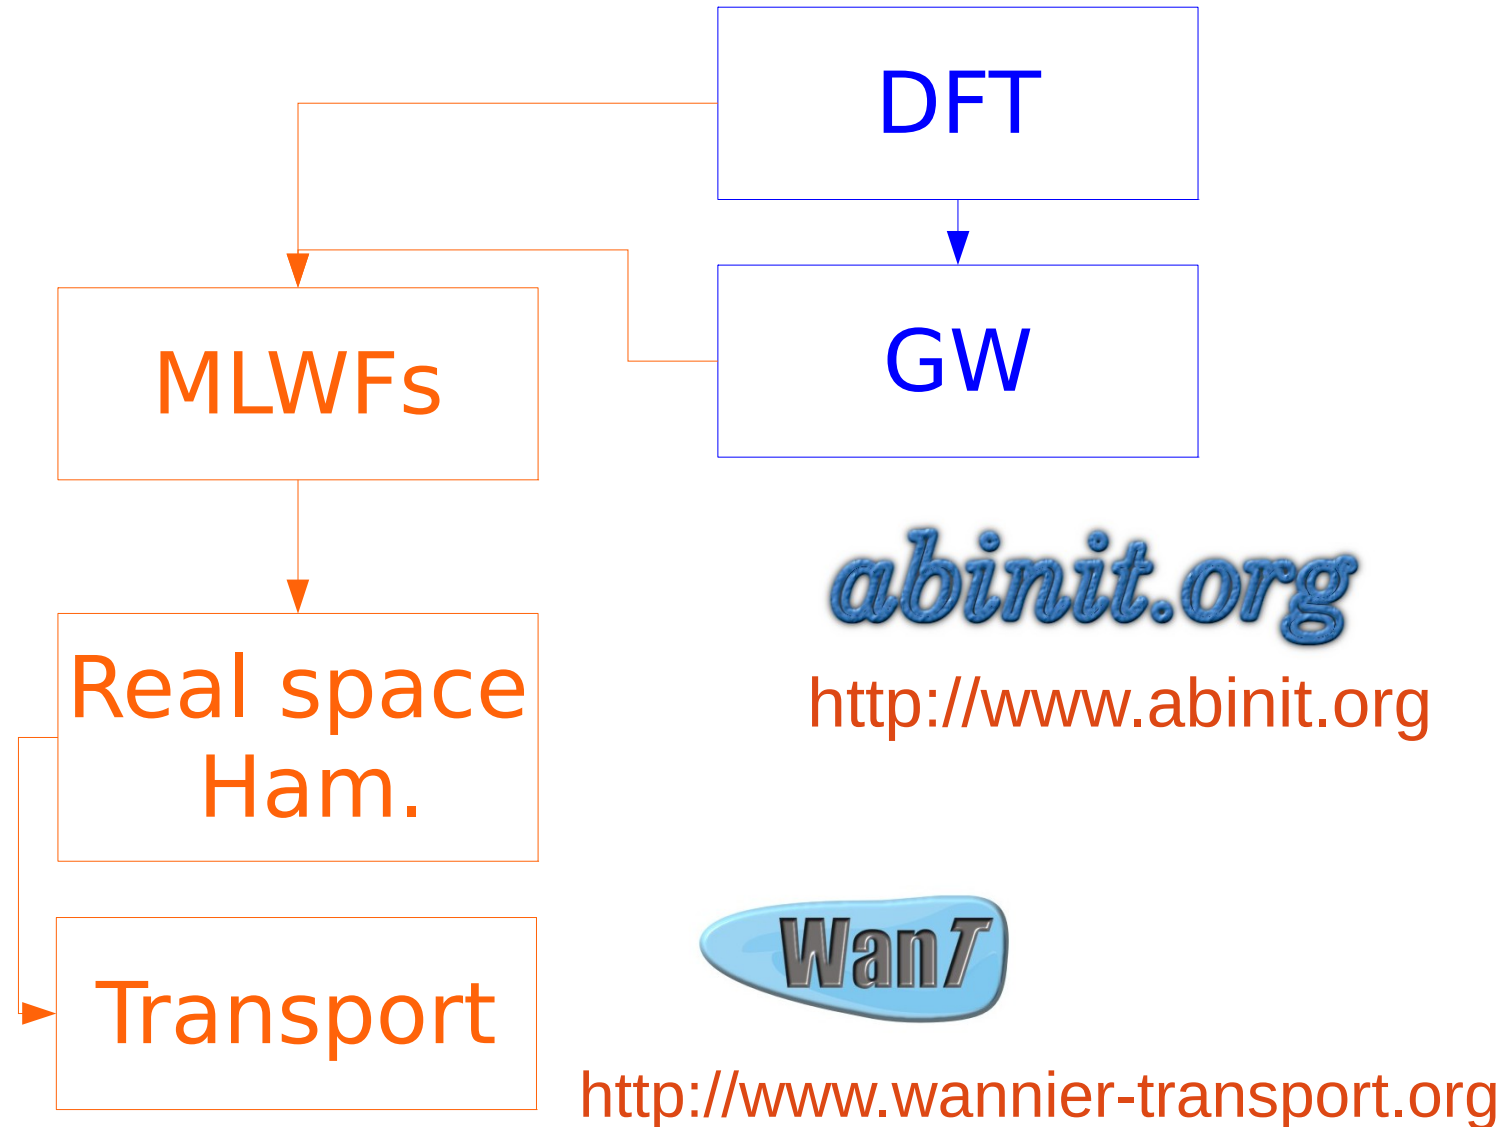 DFT
GW
MLWFs
Real space
Ham.
Transport
abinit.org
http://www.abinit.org
WanT
http://www.wannier-transport.org